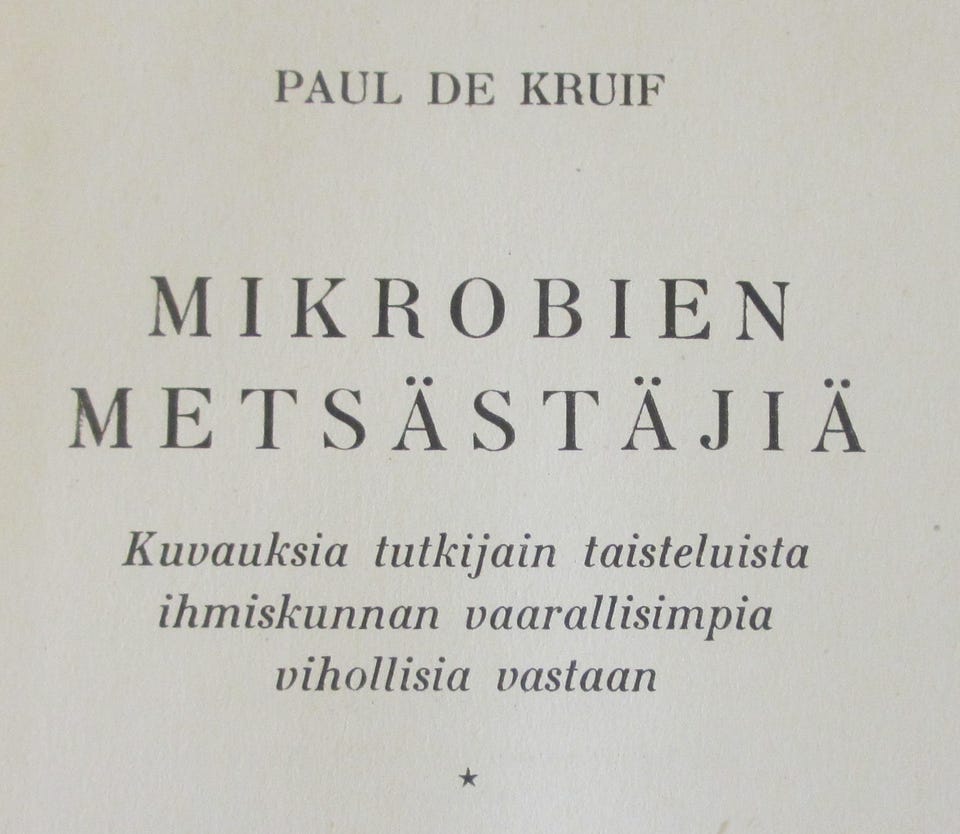 PAUL DE KRUIF
MIKROBIEN
METSÄSTÄJIÄ
Kuvauksia tutkijain taisteluista
ihmiskunnan vaarallisimpia
vihollisia vastaan